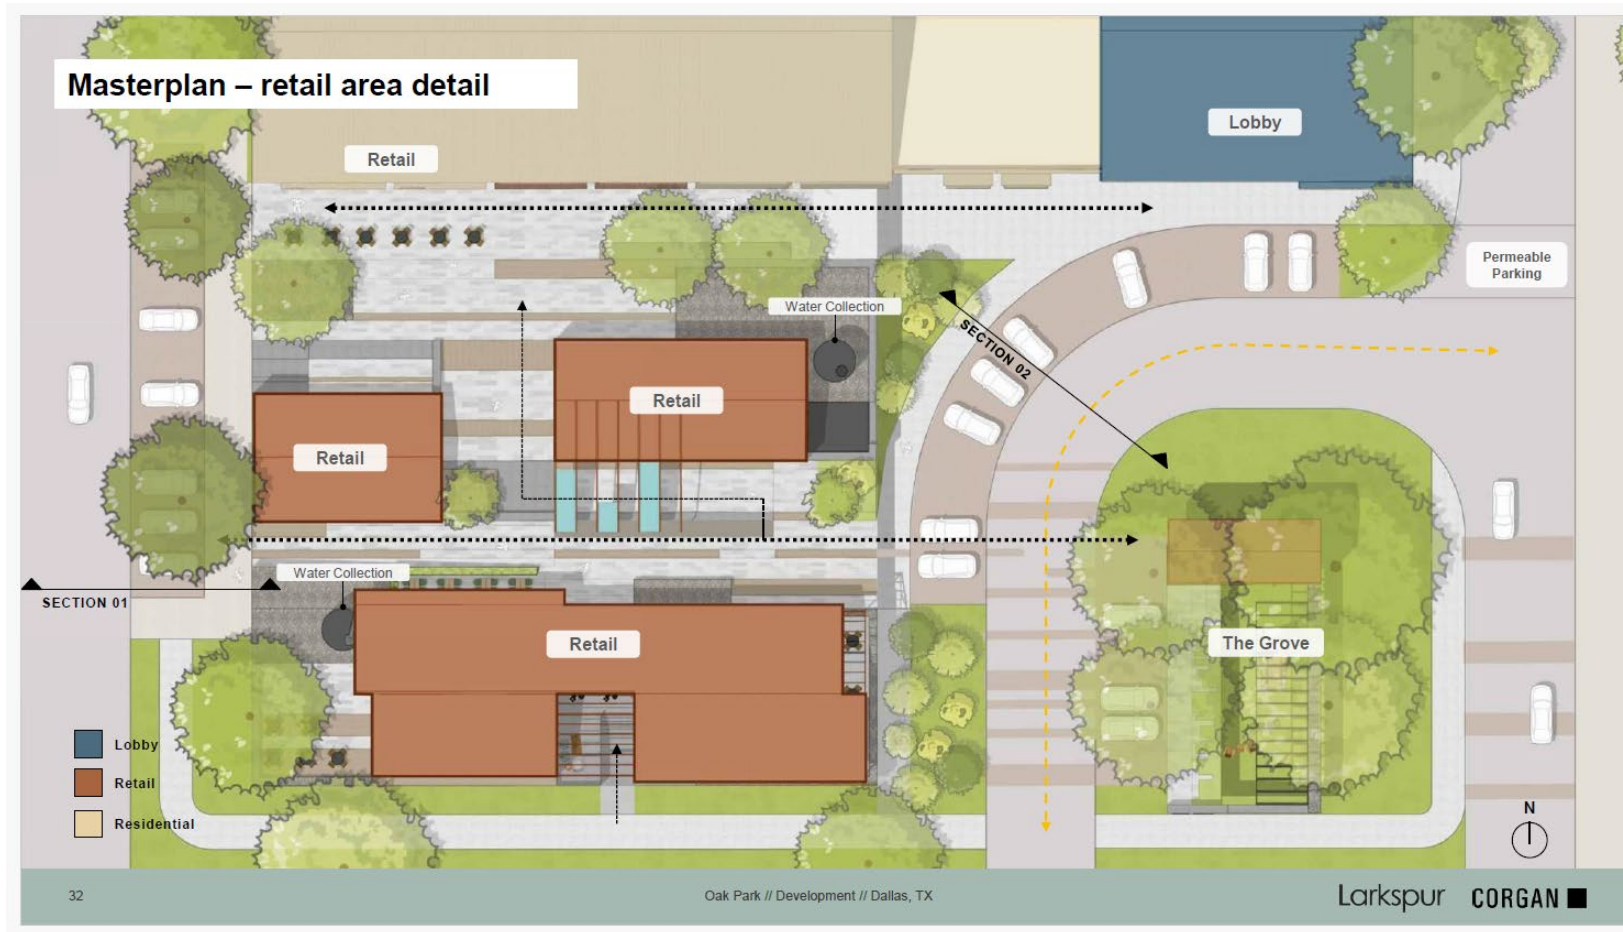 Masterplan – retail area detail
Lobby
Retail
Permeable
Parking
Water Collection
SECTION 02
Retail
Retail
Water Collection
SECTION 01
Retail
The Grove
Lobby
Retail
Residential
N
32
Oak Park // Development // Dallas, TX
Larkspur
CORGAN